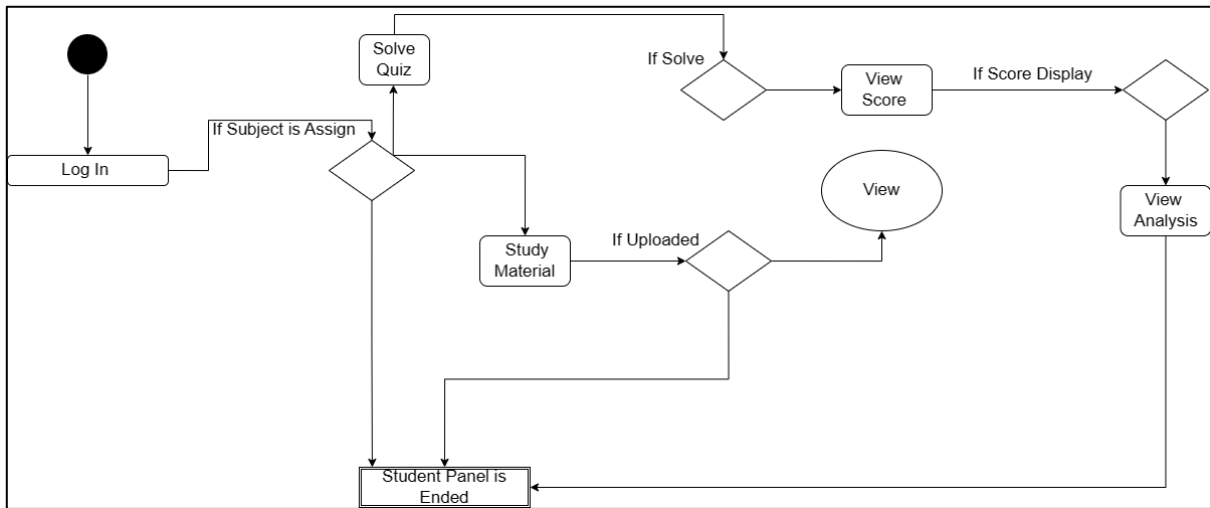 Solve
Quiz
If Solve
View
Score
If Score Display
If Subject is Assign
Log In
View
View
Analysis
Study
Material
If Uploaded
Student Panel is
Ended